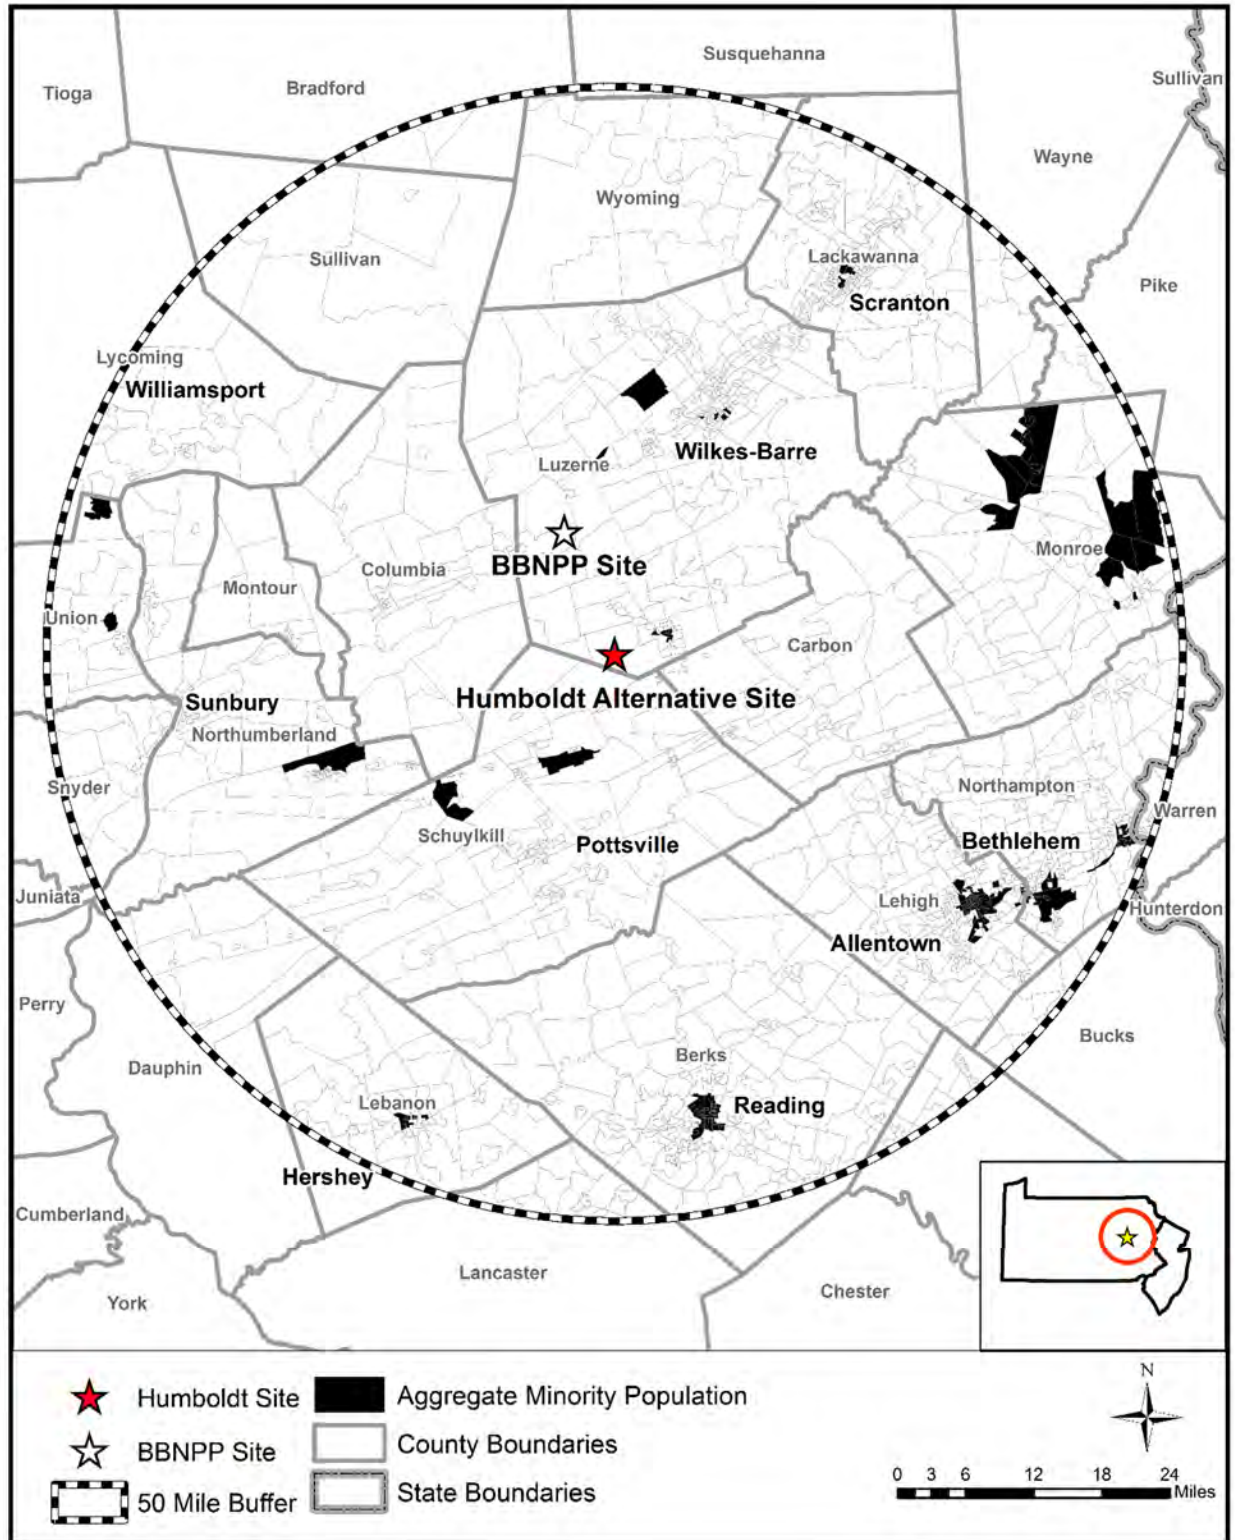 Susquehanna
Sullivan
Tioga
Bradford
Wayne
Wyoming
Sullivan
Lackawanna
Scranton
Pike
Lycoming
Williamsport
Wilkes-Barre
Luzerne
BBNPP Site
Columbia
Monroe
Montour
Union
Carbon
Humboldt Alternative Site
Sunbury
Northumberland
Snyder
Northampton
Warren
Schuylkill
Pottsville
Bethlehem
Juniata
Lehigh
Hunterdon
Allentown
Perry
Bucks
Dauphin
Berks
Lebanon
Reading
Hershey
Cumberland
Lancaster
Chester
York
Humboldt Site
BBNPP Site
50 Mile Buffer
Aggregate Minority Population
County Boundaries
State Boundaries
N
0 3 6 12 18 24
Miles